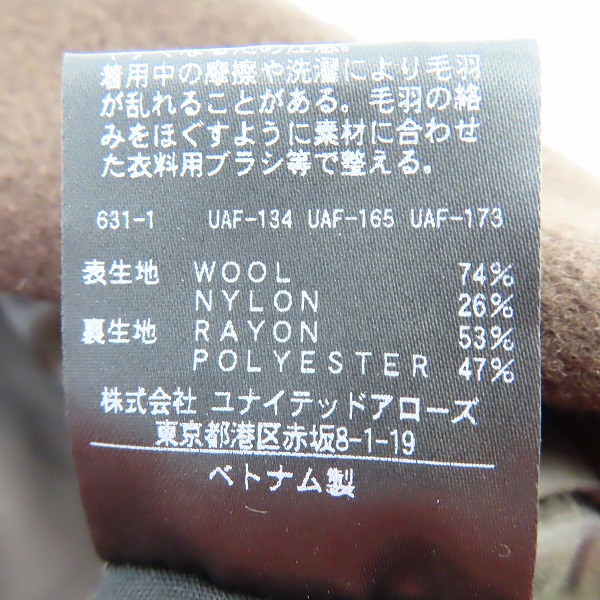 着用中の摩擦や洗濯により毛羽
が乱れることがある。毛羽の絡
みをほぐすように素材に合わせ
た衣料用ブラシ等で整える。
631-1 UAF-134 UAF-165 UAF-173
表生地 WOOL 74%
NYLON 26%
裏生地 RAYON 53%
POLYESTER 47%
株式会社 ユナイテッドアローズ
東京都港区赤坂8-1-19
ベトナム製